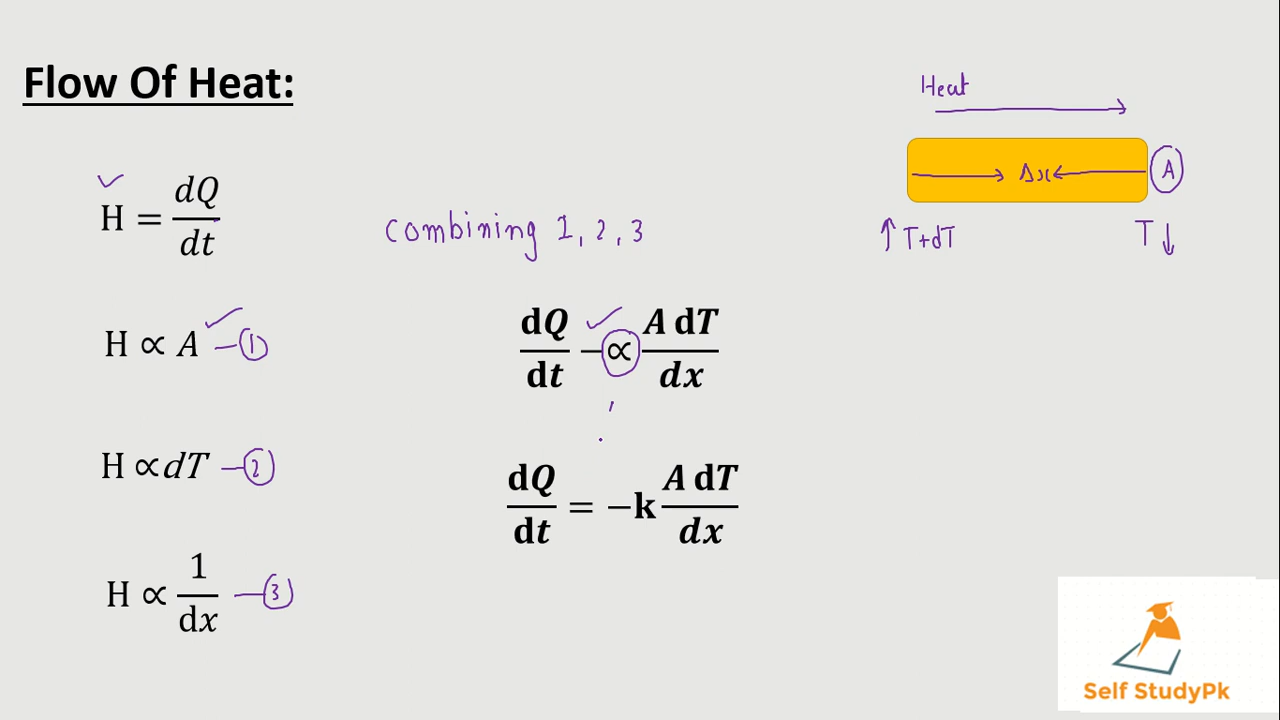 Flow Of Heat:
H = dQ/dt
H ∝ A —①
H ∝ dT —②
H ∝ 1/dx —③
Combining 1, 2, 3
dQ/dt −∝ A dT/dx
dQ/dt = −k A dT/dx
Heat
Δx
A
T+dT
T
Self StudyPk